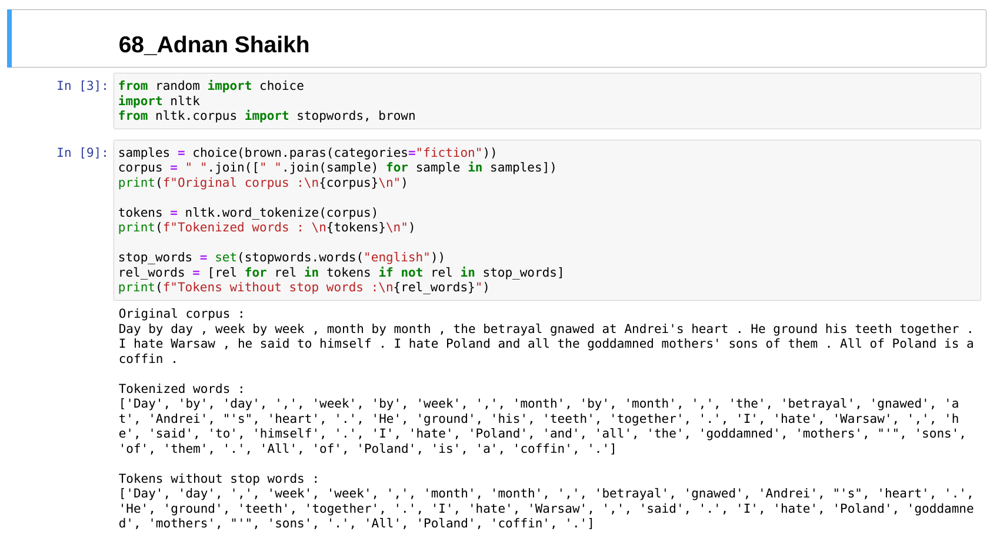 68_Adnan Shaikh
In [3]: from random import choice
import nltk
from nltk.corpus import stopwords, brown
In [9]: samples = choice(brown.paras(categories="fiction"))
corpus = " ".join([" ".join(sample) for sample in samples])
print(f"Original corpus :\n{corpus}\n")
tokens = nltk.word_tokenize(corpus)
print(f"Tokenized words : \n{tokens}\n")
stop_words = set(stopwords.words("english"))
rel_words = [rel for rel in tokens if not rel in stop_words]
print(f"Tokens without stop words :\n{rel_words}")
Original corpus :
Day by day , week by week , month by month , the betrayal gnawed at Andrei's heart . He ground his teeth together .
I hate Warsaw , he said to himself . I hate Poland and all the goddamned mothers' sons of them . All of Poland is a
coffin .
Tokenized words :
['Day', 'by', 'day', ',', 'week', 'by', 'week', ',', 'month', 'by', 'month', ',', 'the', 'betrayal', 'gnawed', 'a
t', 'Andrei', "'s", 'heart', '.', 'He', 'ground', 'his', 'teeth', 'together', '.', 'I', 'hate', 'Warsaw', ',', 'h
e', 'said', 'to', 'himself', '.', 'I', 'hate', 'Poland', 'and', 'all', 'the', 'goddamned', 'mothers', "'", 'sons',
'of', 'them', '.', 'All', 'of', 'Poland', 'is', 'a', 'coffin', '.']
Tokens without stop words :
['Day', 'day', ',', 'week', 'week', ',', 'month', 'month', ',', 'betrayal', 'gnawed', 'Andrei', "'s", 'heart', '.',
'He', 'ground', 'teeth', 'together', '.', 'I', 'hate', 'Warsaw', ',', 'said', '.', 'I', 'hate', 'Poland', 'goddamne
d', 'mothers', "'", 'sons', '.', 'All', 'Poland', 'coffin', '.']